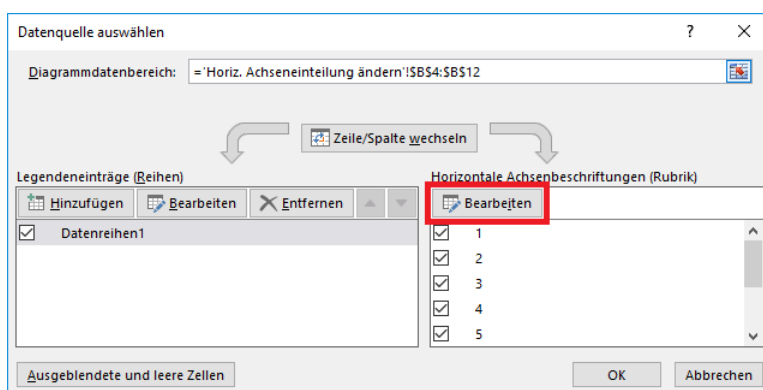 Datenquelle auswählen ? X
Diagrammdatenbereich: ='Horiz. Achseneinteilung ändern'!$B$4:$B$12
Zeile/Spalte wechseln
Legendeneinträge (Reihen)
Hinzufügen Bearbeiten Entfernen
Datenreihen1
Horizontale Achsenbeschriftungen (Rubrik)
Bearbeiten
1
2
3
4
5
Ausgeblendete und leere Zellen
OK Abbrechen